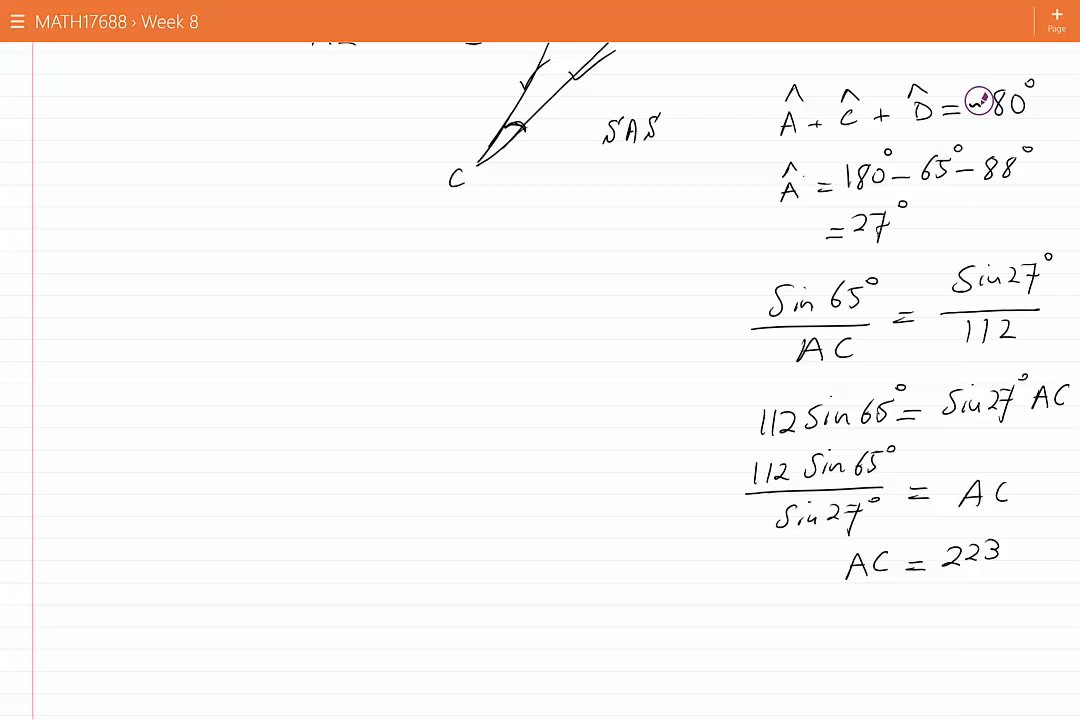 MATH17688 › Week 8
Page
C
SAS
Â + Ĉ + D̂ = 80°
Â = 180° - 65° - 88°
= 27°
Sin 65° / AC = Sin 27° / 112
112 Sin 65° = Sin 27° AC
112 Sin 65° / Sin 27° = AC
AC = 223